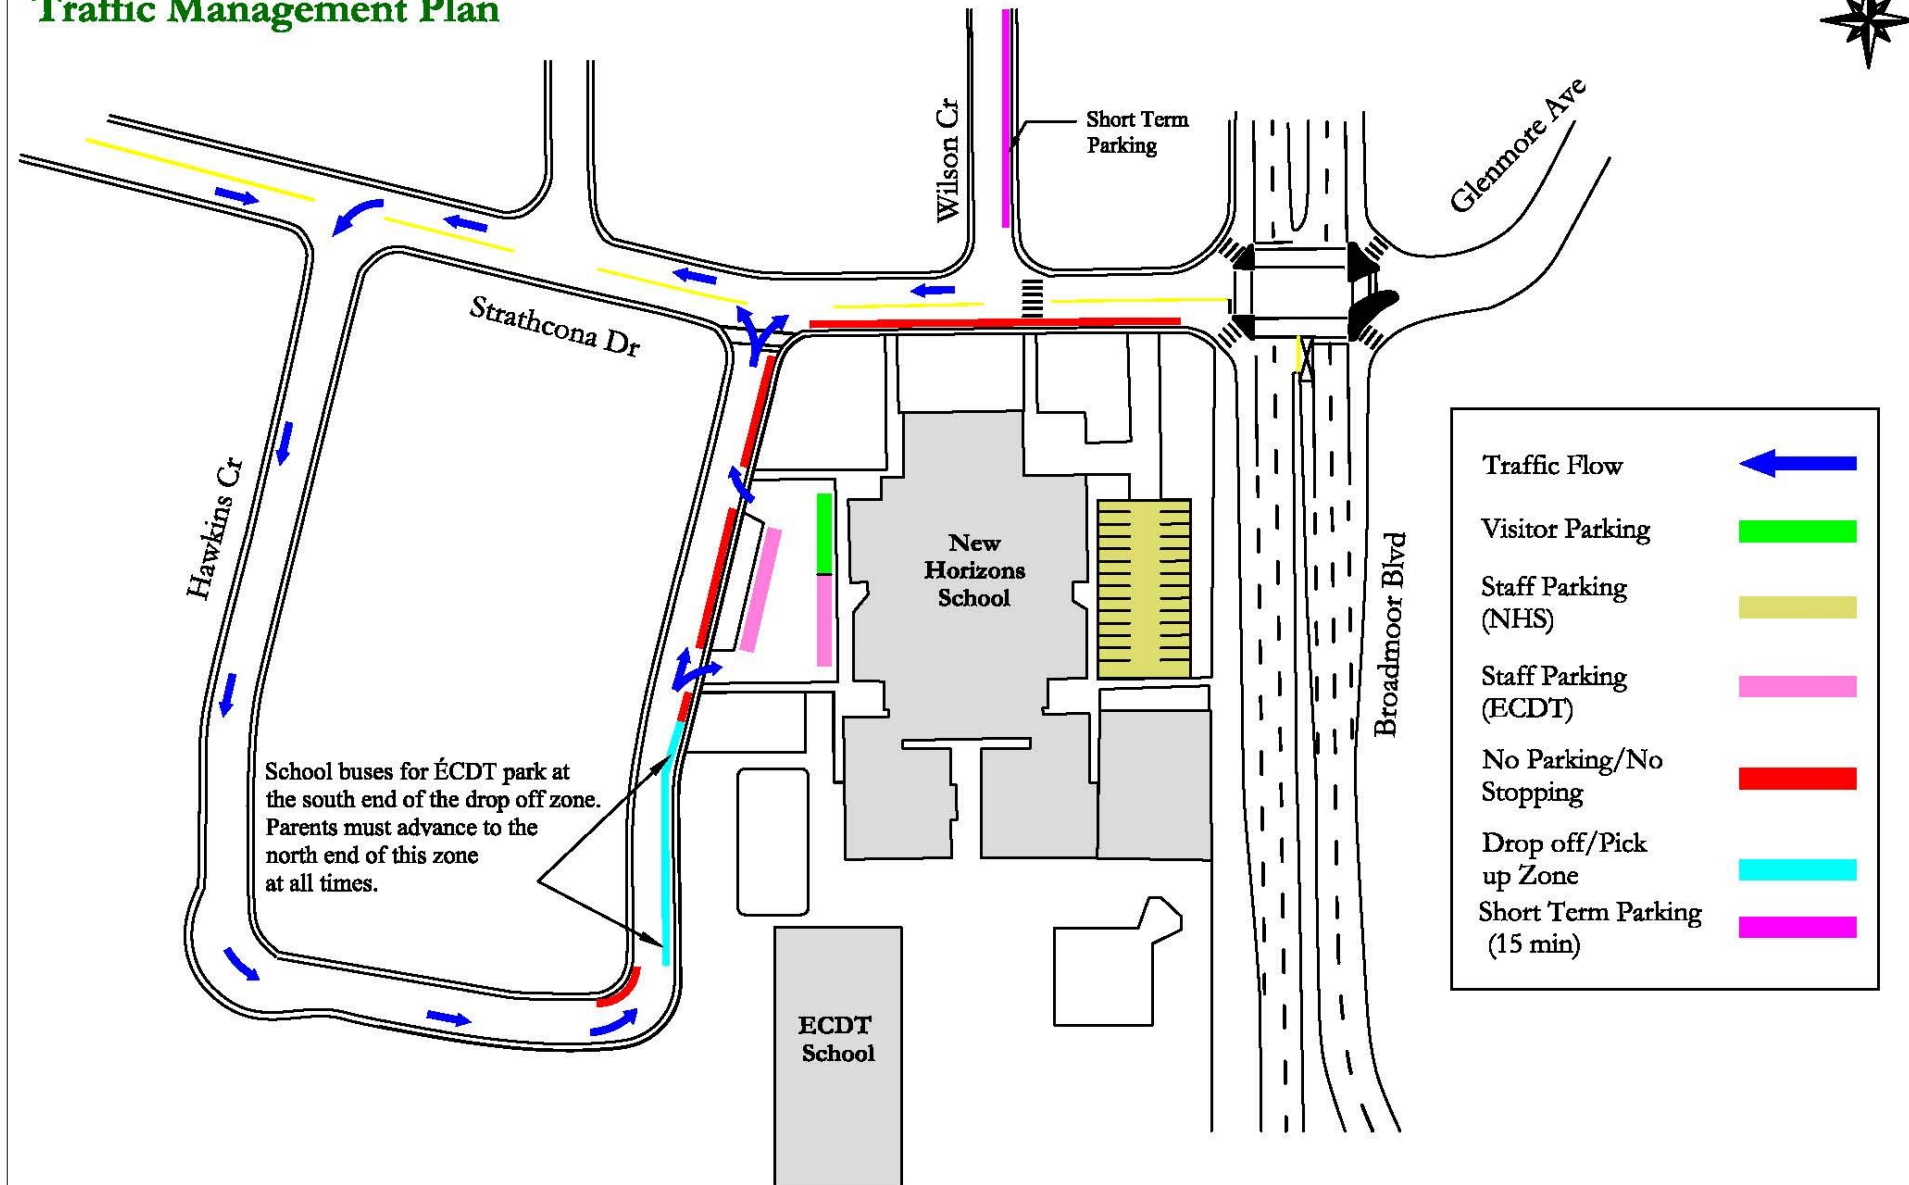 Traffic Management Plan
Wilson Cr
Short Term
Parking
Glenmore Ave
Strathcona Dr
Hawkins Cr
New
Horizons
School
Broadmoor Blvd
School buses for ÉCDT park at
the south end of the drop off zone.
Parents must advance to the
north end of this zone
at all times.
ECDT
School
Traffic Flow
Visitor Parking
Staff Parking
(NHS)
Staff Parking
(ECDT)
No Parking/No
Stopping
Drop off/Pick
up Zone
Short Term Parking
(15 min)